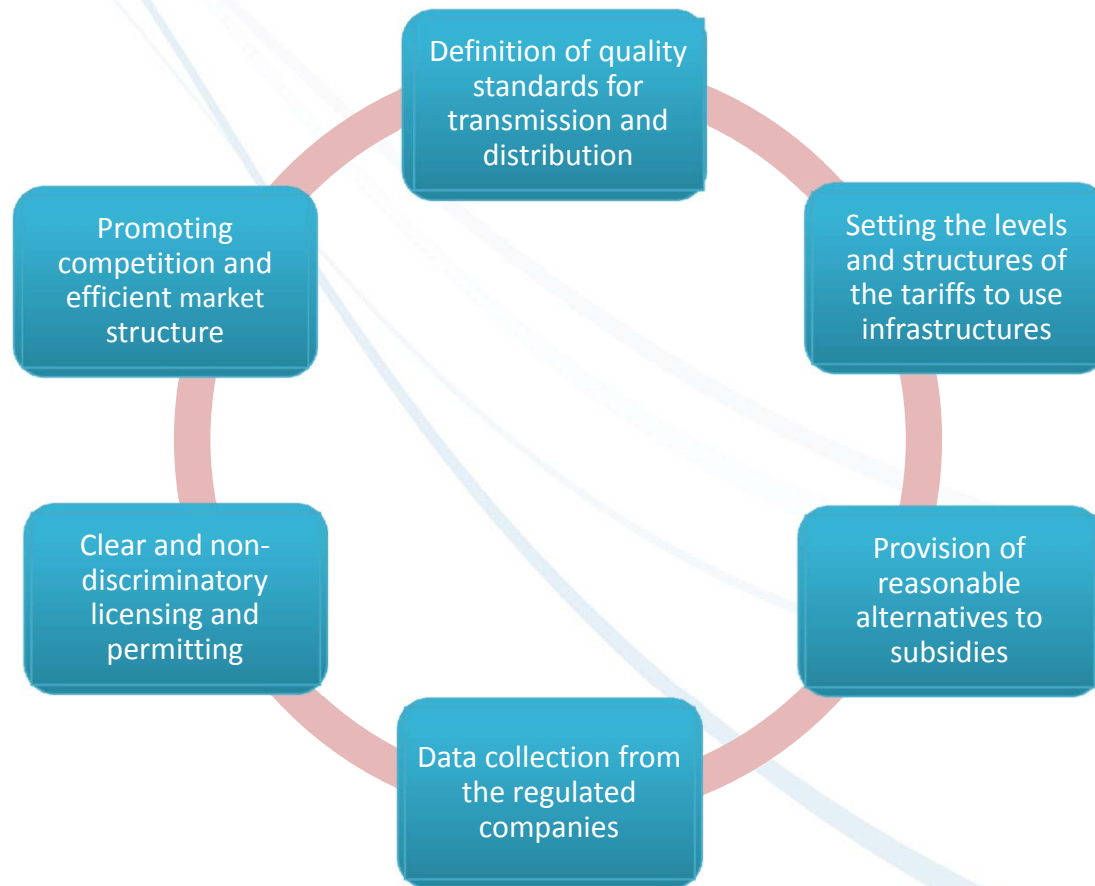 Definition of quality
standards for
transmission and
distribution
Setting the levels
and structures of
the tariffs to use
infrastructures
Provision of
reasonable
alternatives to
subsidies
Data collection from
the regulated
companies
Clear and non-
discriminatory
licensing and
permitting
Promoting
competition and
efficient market
structure